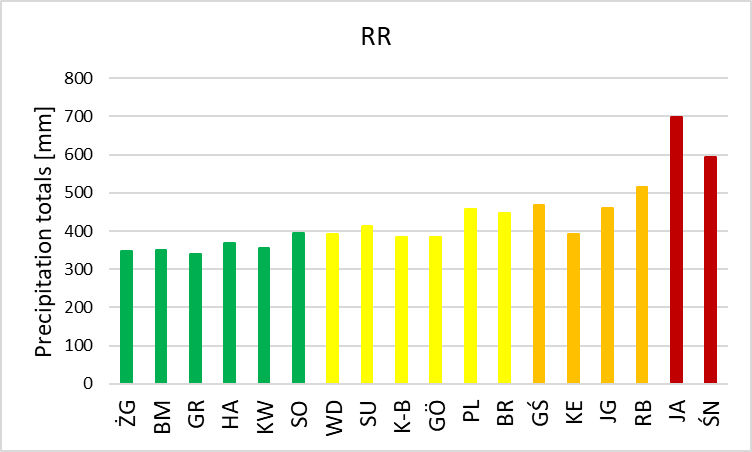 RR
Precipitation totals [mm]
800
700
600
500
400
300
200
100
0
ŻG
BM
GR
HA
KW
SO
WD
SU
K-B
GÖ
PL
BR
GŚ
KE
JG
RB
JA
ŚN